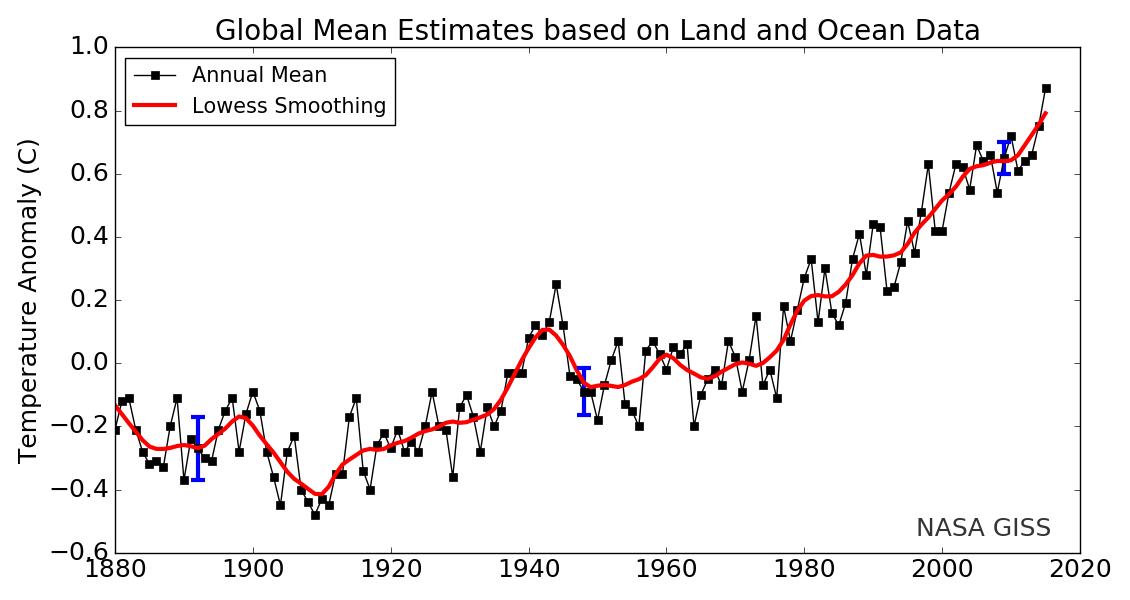 Global Mean Estimates based on Land and Ocean Data
1.0
Annual Mean
Lowess Smoothing
0.8
0.6
0.4
0.2
0.0
−0.2
−0.4
−0.6
Temperature Anomaly (C)
NASA GISS
1880 1900 1920 1940 1960 1980 2000 2020